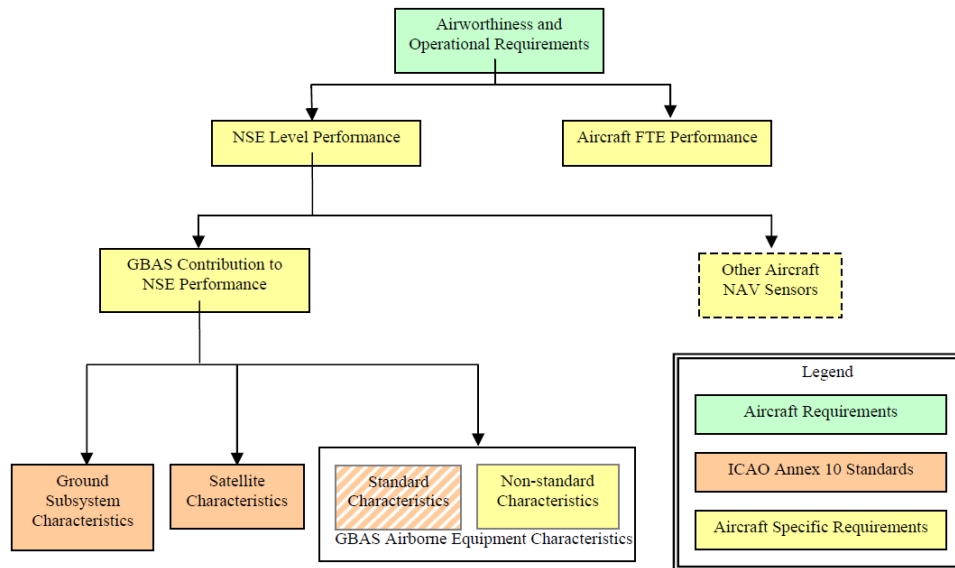 Airworthiness and
Operational Requirements
NSE Level Performance
Aircraft FTE Performance
GBAS Contribution to
NSE Performance
Other Aircraft
NAV Sensors
Ground
Subsystem
Characteristics
Satellite
Characteristics
Standard
Characteristics
Non-standard
Characteristics
GBAS Airborne Equipment Characteristics
Legend
Aircraft Requirements
ICAO Annex 10 Standards
Aircraft Specific Requirements